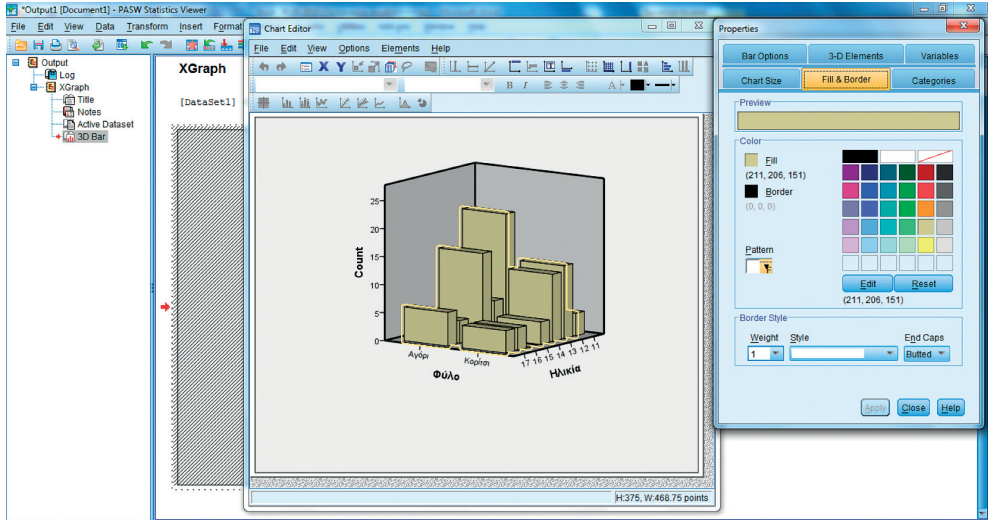 *Output1 [Document1] - PASW Statistics Viewer
File Edit View Data Transform Insert Format
Output
Log
XGraph
Title
Notes
Active Dataset
3D Bar
XGraph
[DataSet1]
Chart Editor
File Edit View Options Elements Help
X Y
B I
A
Count
25
20
15
10
5
0
Αγόρι
Κορίτσι
Φύλο
17 16 15 14 13 12 11
Ηλικία
H:375, W:468.75 points
Properties
Bar Options 3-D Elements Variables
Chart Size Fill & Border Categories
Preview
Color
Fill
(211, 206, 151)
Border
(0, 0, 0)
Pattern
Edit Reset
(211, 206, 151)
Border Style
Weight Style End Caps
1 Butted
Apply Close Help